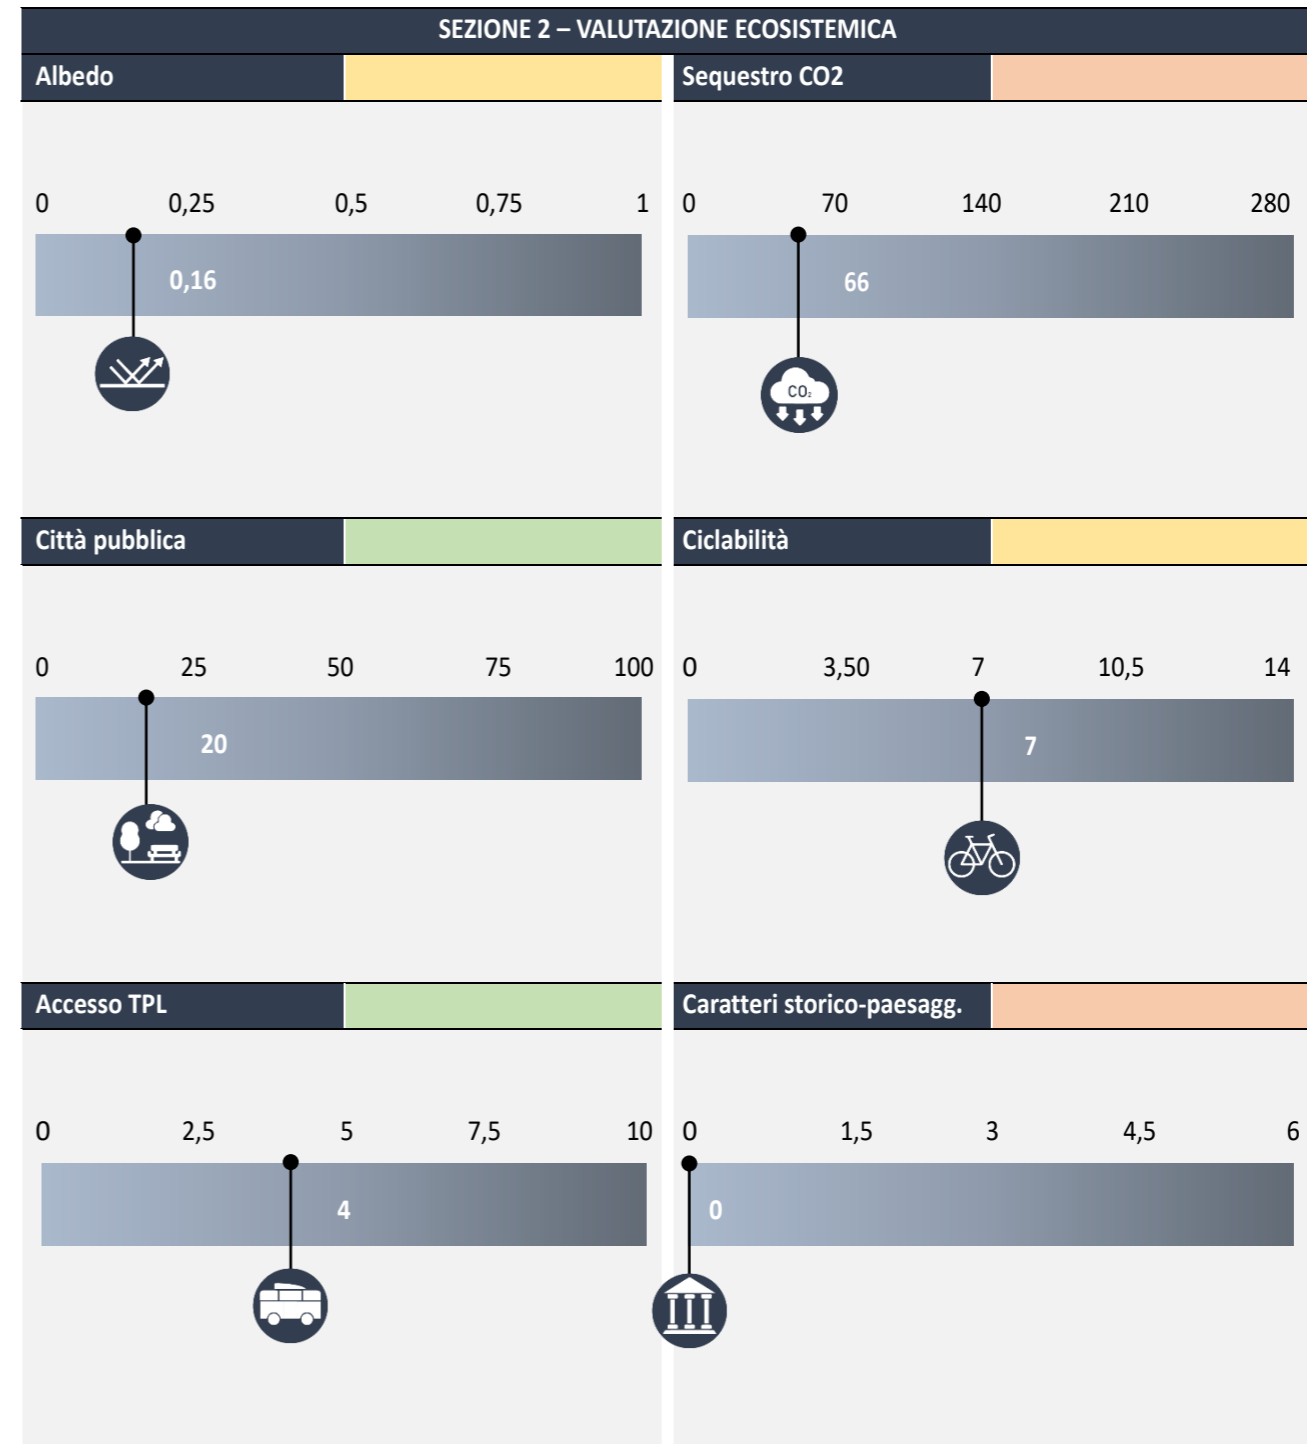 SEZIONE 2 – VALUTAZIONE ECOSISTEMICA
Albedo
0 0,25 0,5 0,75 1
0,16
Sequestro CO2
0 70 140 210 280
66
CO₂
Città pubblica
0 25 50 75 100
20
Ciclabilità
0 3,50 7 10,5 14
7
Accesso TPL
0 2,5 5 7,5 10
4
Caratteri storico-paesagg.
0 1,5 3 4,5 6
0